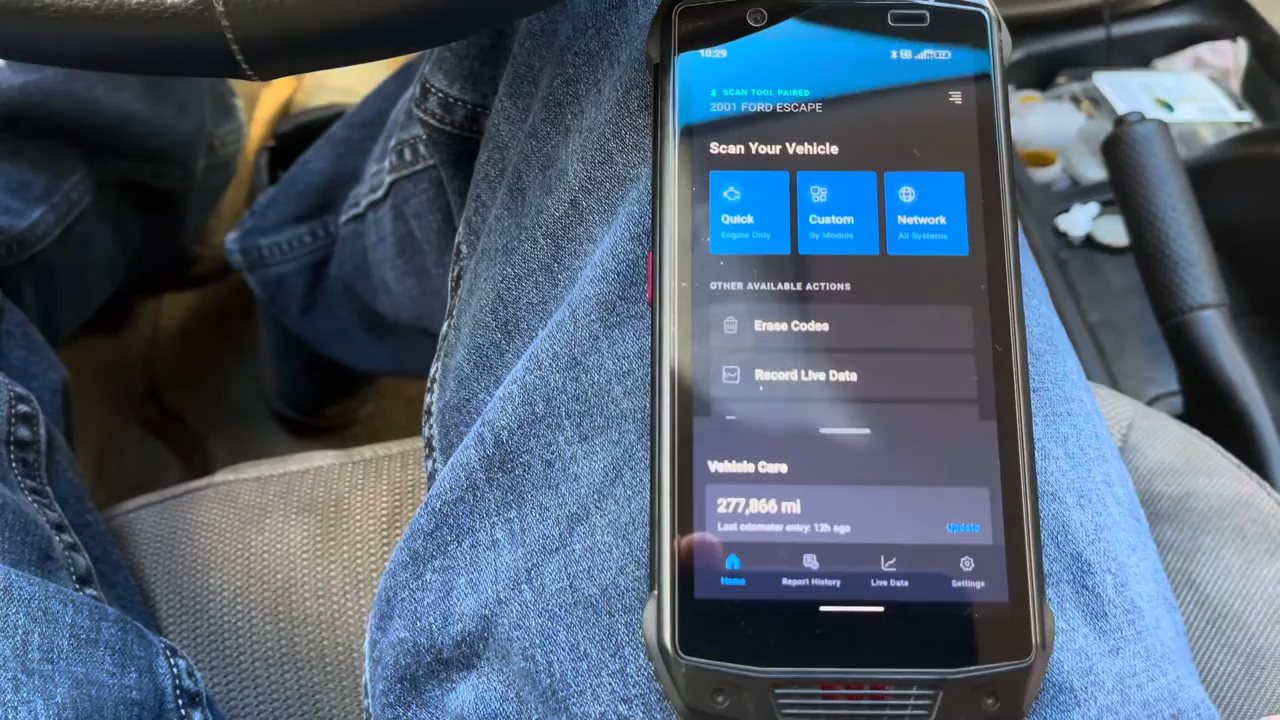 10:29
SCAN TOOL PAIRED
2001 FORD ESCAPE
Scan Your Vehicle
Quick
Engine Only
Custom
By Module
Network
All Systems
OTHER AVAILABLE ACTIONS
Erase Codes
Record Live Data
Vehicle Care
277,866 mi
Last odometer entry: 12h ago
Update
Home
Report History
Live Data
Settings